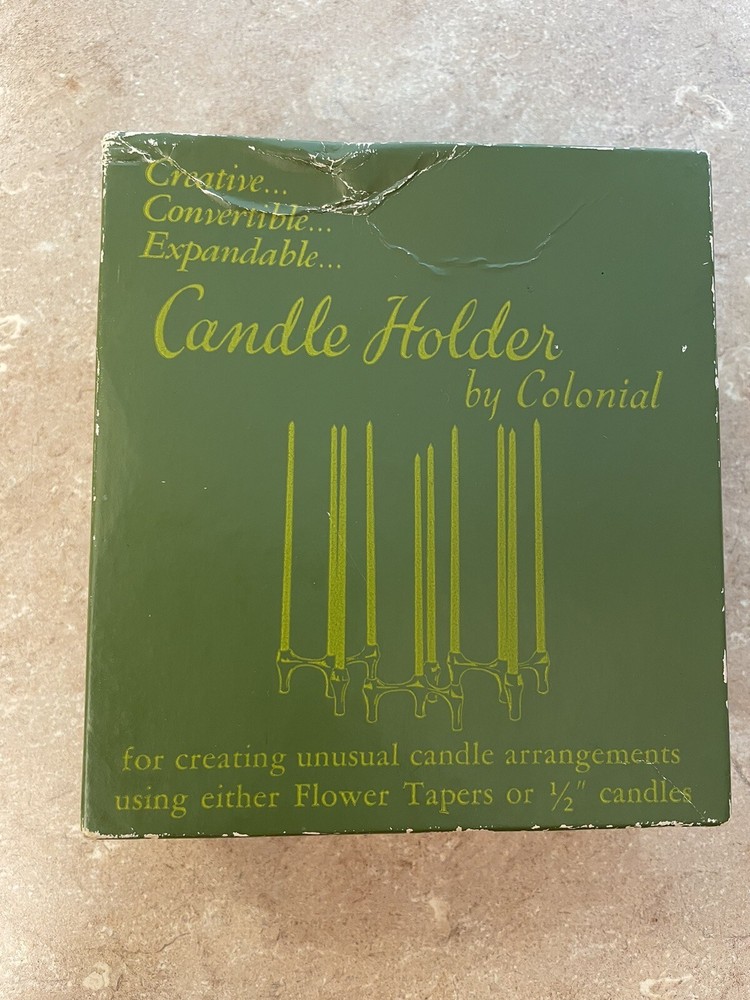 Creative...
Convertible...
Expandable...
Candle Holder
by Colonial
for creating unusual candle arrangements
using either Flower Tapers or ½" candles